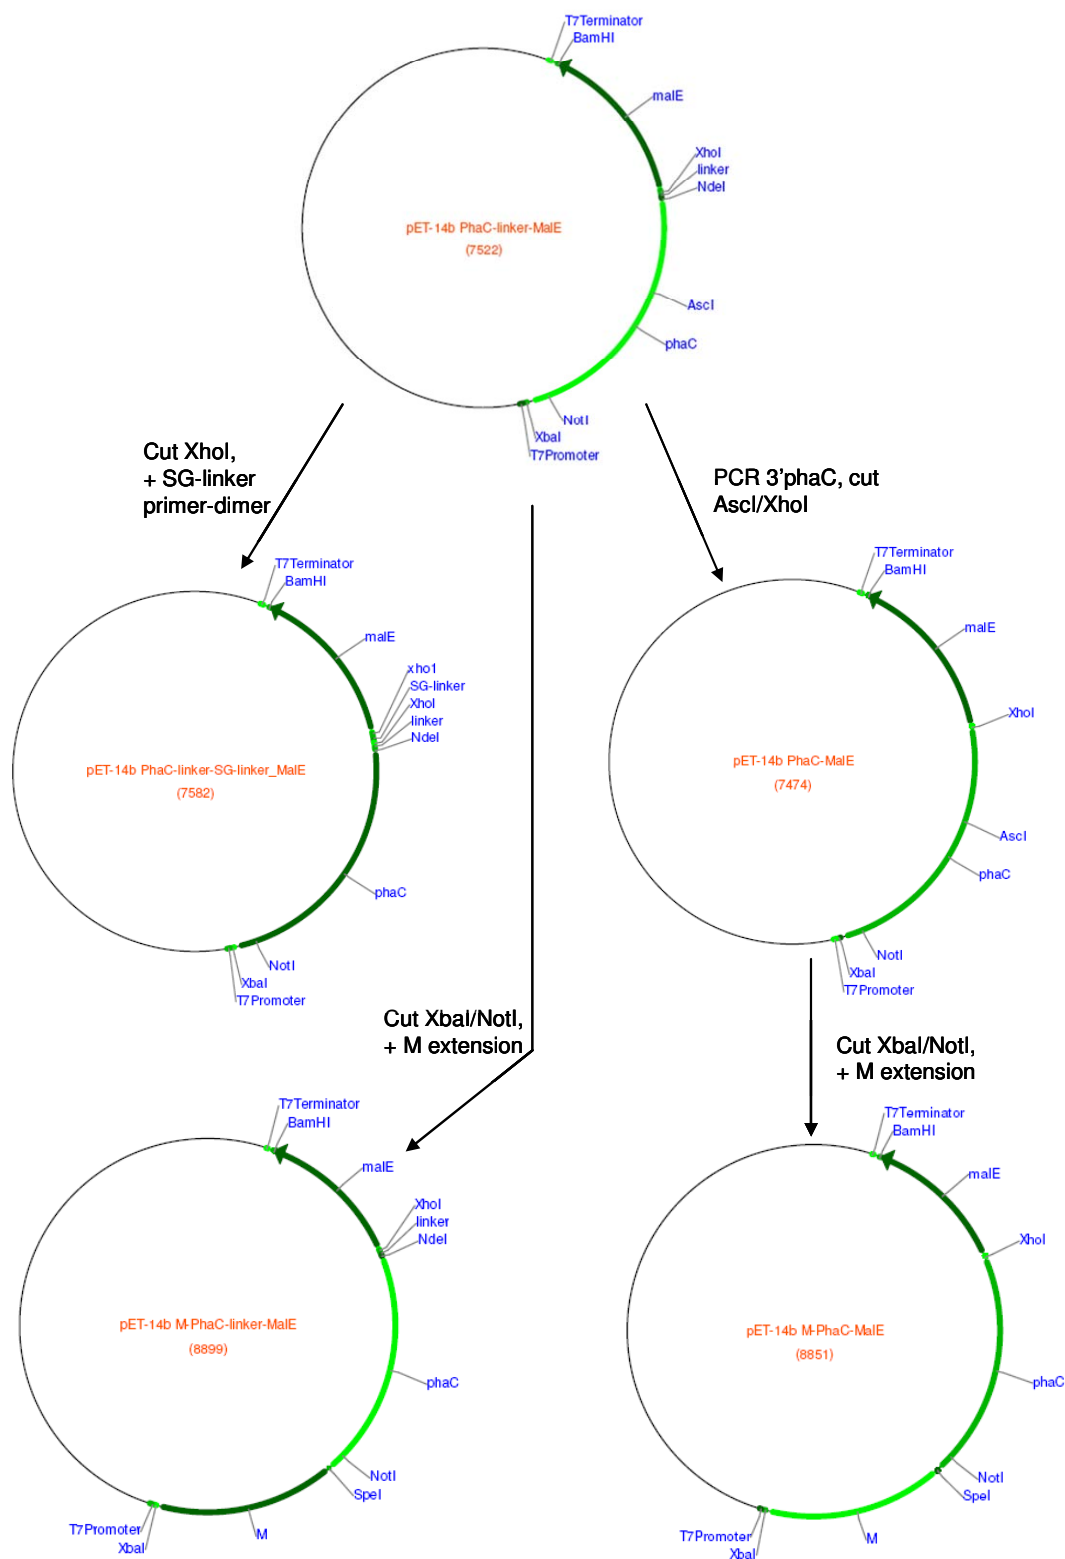 T7Terminator
BamHI
malE
XhoI
linker
NdeI
pET-14b PhaC-linker-MalE
(7522)
AscI
phaC
NotI
XbaI
T7Promoter
Cut XhoI,
+ SG-linker
primer-dimer
PCR 3'phaC, cut
AscI/XhoI
T7Terminator
BamHI
malE
xho1
SG-linker
XhoI
linker
NdeI
pET-14b PhaC-linker-SG-linker_MalE
(7582)
phaC
NotI
XbaI
T7Promoter
T7Terminator
BamHI
malE
XhoI
pET-14b PhaC-MalE
(7474)
AscI
phaC
NotI
XbaI
T7Promoter
Cut XbaI/NotI,
+ M extension
Cut XbaI/NotI,
+ M extension
T7Terminator
BamHI
malE
XhoI
linker
NdeI
pET-14b M-PhaC-linker-MalE
(8899)
phaC
NotI
SpeI
M
T7Promoter
XbaI
T7Terminator
BamHI
malE
XhoI
pET-14b M-PhaC-MalE
(8851)
phaC
NotI
SpeI
M
T7Promoter
XbaI